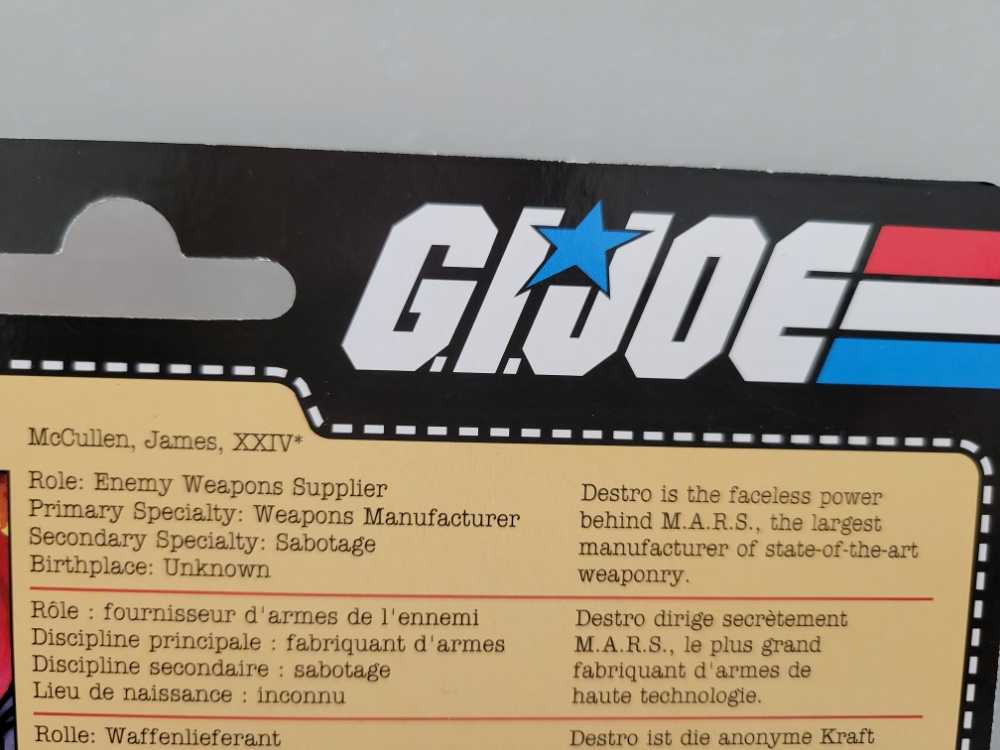 G.I.JOE
McCullen, James, XXIV*
Role: Enemy Weapons Supplier
Primary Specialty: Weapons Manufacturer
Secondary Specialty: Sabotage
Birthplace: Unknown
Destro is the faceless power
behind M.A.R.S., the largest
manufacturer of state-of-the-art
weaponry.
Rôle : fournisseur d'armes de l'ennemi
Discipline principale : fabriquant d'armes
Discipline secondaire : sabotage
Lieu de naissance : inconnu
Destro dirige secrètement
M.A.R.S., le plus grand
fabriquant d'armes de
haute technologie.
Rolle: Waffenlieferant
Destro ist die anonyme Kraft